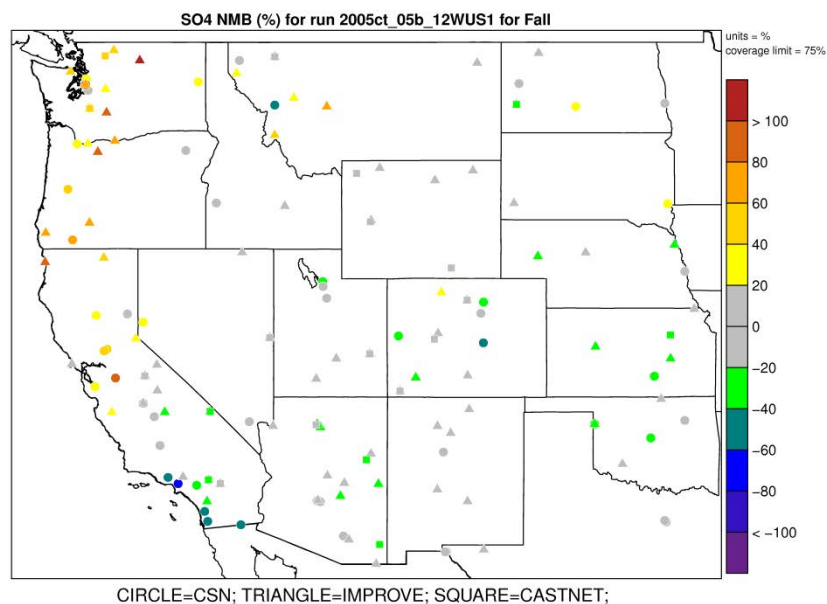 SO4 NMB (%) for run 2005ct_05b_12WUS1 for Fall
units = %
coverage limit = 75%
> 100
80
60
40
20
0
−20
−40
−60
−80
< −100
CIRCLE=CSN; TRIANGLE=IMPROVE; SQUARE=CASTNET;